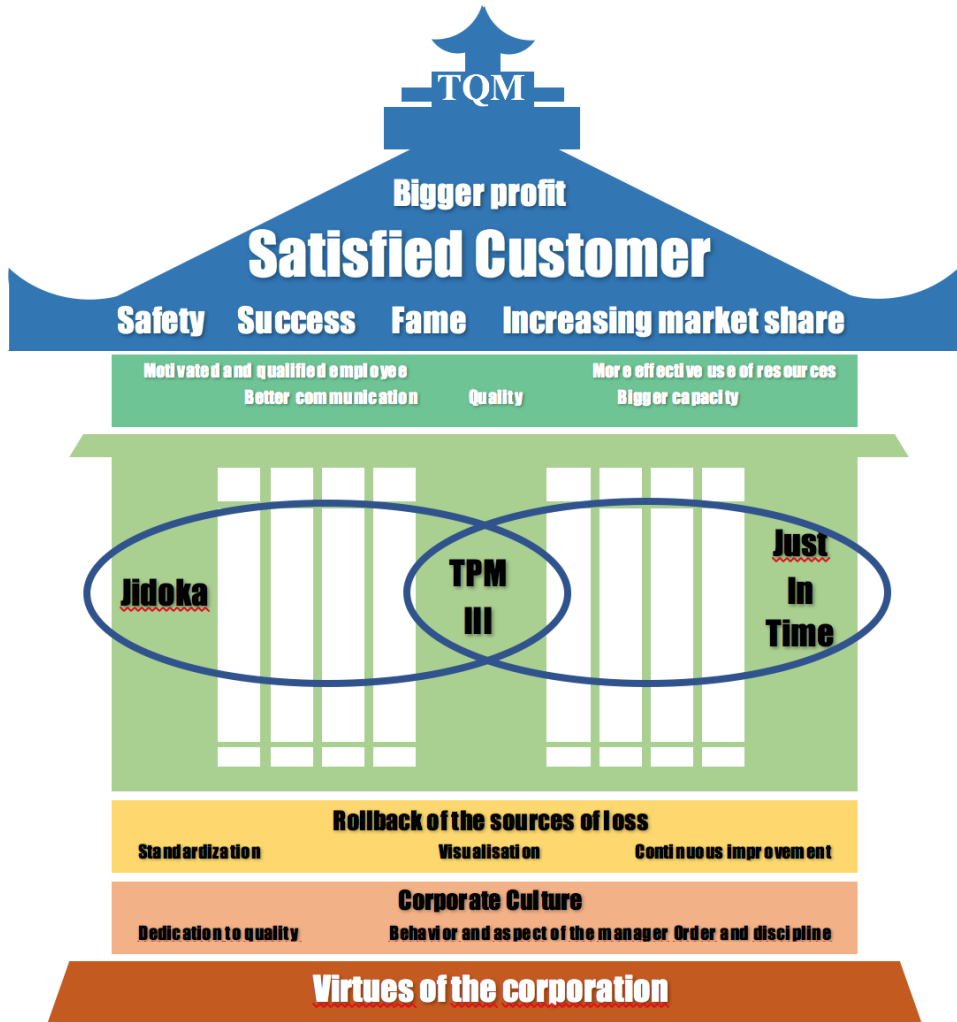 TQM
Bigger profit
Satisfied Customer
Safety Success Fame Increasing market share
Motivated and qualified employee More effective use of resources
Better communication Quality Bigger capacity
Jidoka
TPM
III
Just
In
Time
Rollback of the sources of loss
Standardization Visualisation Continuous improvement
Corporate Culture
Dedication to quality Behavior and aspect of the manager Order and discipline
Virtues of the corporation